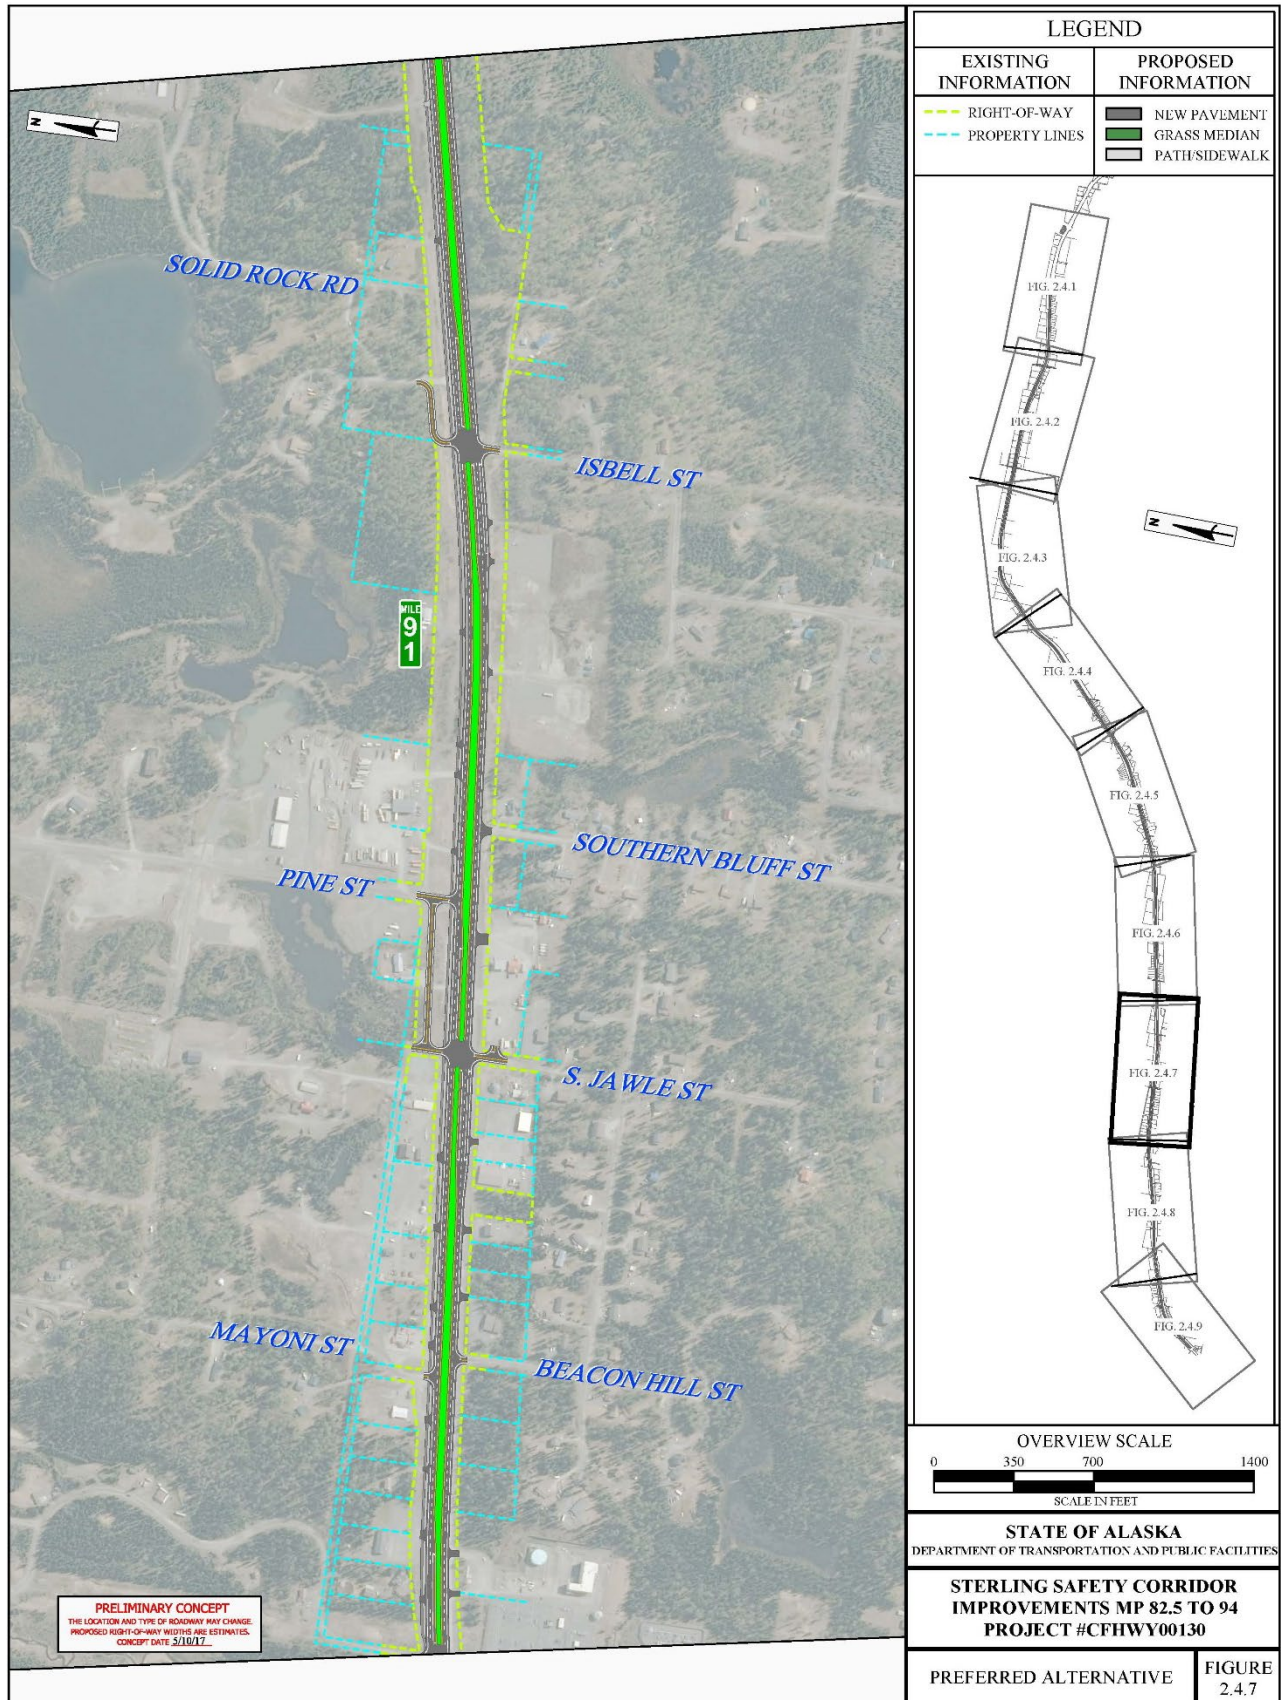 N
SOLID ROCK RD
ISBELL ST
MILE
9
1
SOUTHERN BLUFF ST
PINE ST
S. JAWLE ST
MAYONI ST
BEACON HILL ST
PRELIMINARY CONCEPT
THE LOCATION AND TYPE OF ROADWAY MAY CHANGE.
PROPOSED RIGHT-OF-WAY WIDTHS ARE ESTIMATES.
CONCEPT DATE 5/10/17
LEGEND
EXISTING
INFORMATION
RIGHT-OF-WAY
PROPERTY LINES
PROPOSED
INFORMATION
NEW PAVEMENT
GRASS MEDIAN
PATH/SIDEWALK
FIG. 2.4.1
FIG. 2.4.2
N
FIG. 2.4.3
FIG. 2.4.4
FIG. 2.4.5
FIG. 2.4.6
FIG. 2.4.7
FIG. 2.4.8
FIG. 2.4.9
OVERVIEW SCALE
0 350 700 1400
SCALE IN FEET
STATE OF ALASKA
DEPARTMENT OF TRANSPORTATION AND PUBLIC FACILITIES
STERLING SAFETY CORRIDOR
IMPROVEMENTS MP 82.5 TO 94
PROJECT #CFHWY00130
PREFERRED ALTERNATIVE
FIGURE
2.4.7